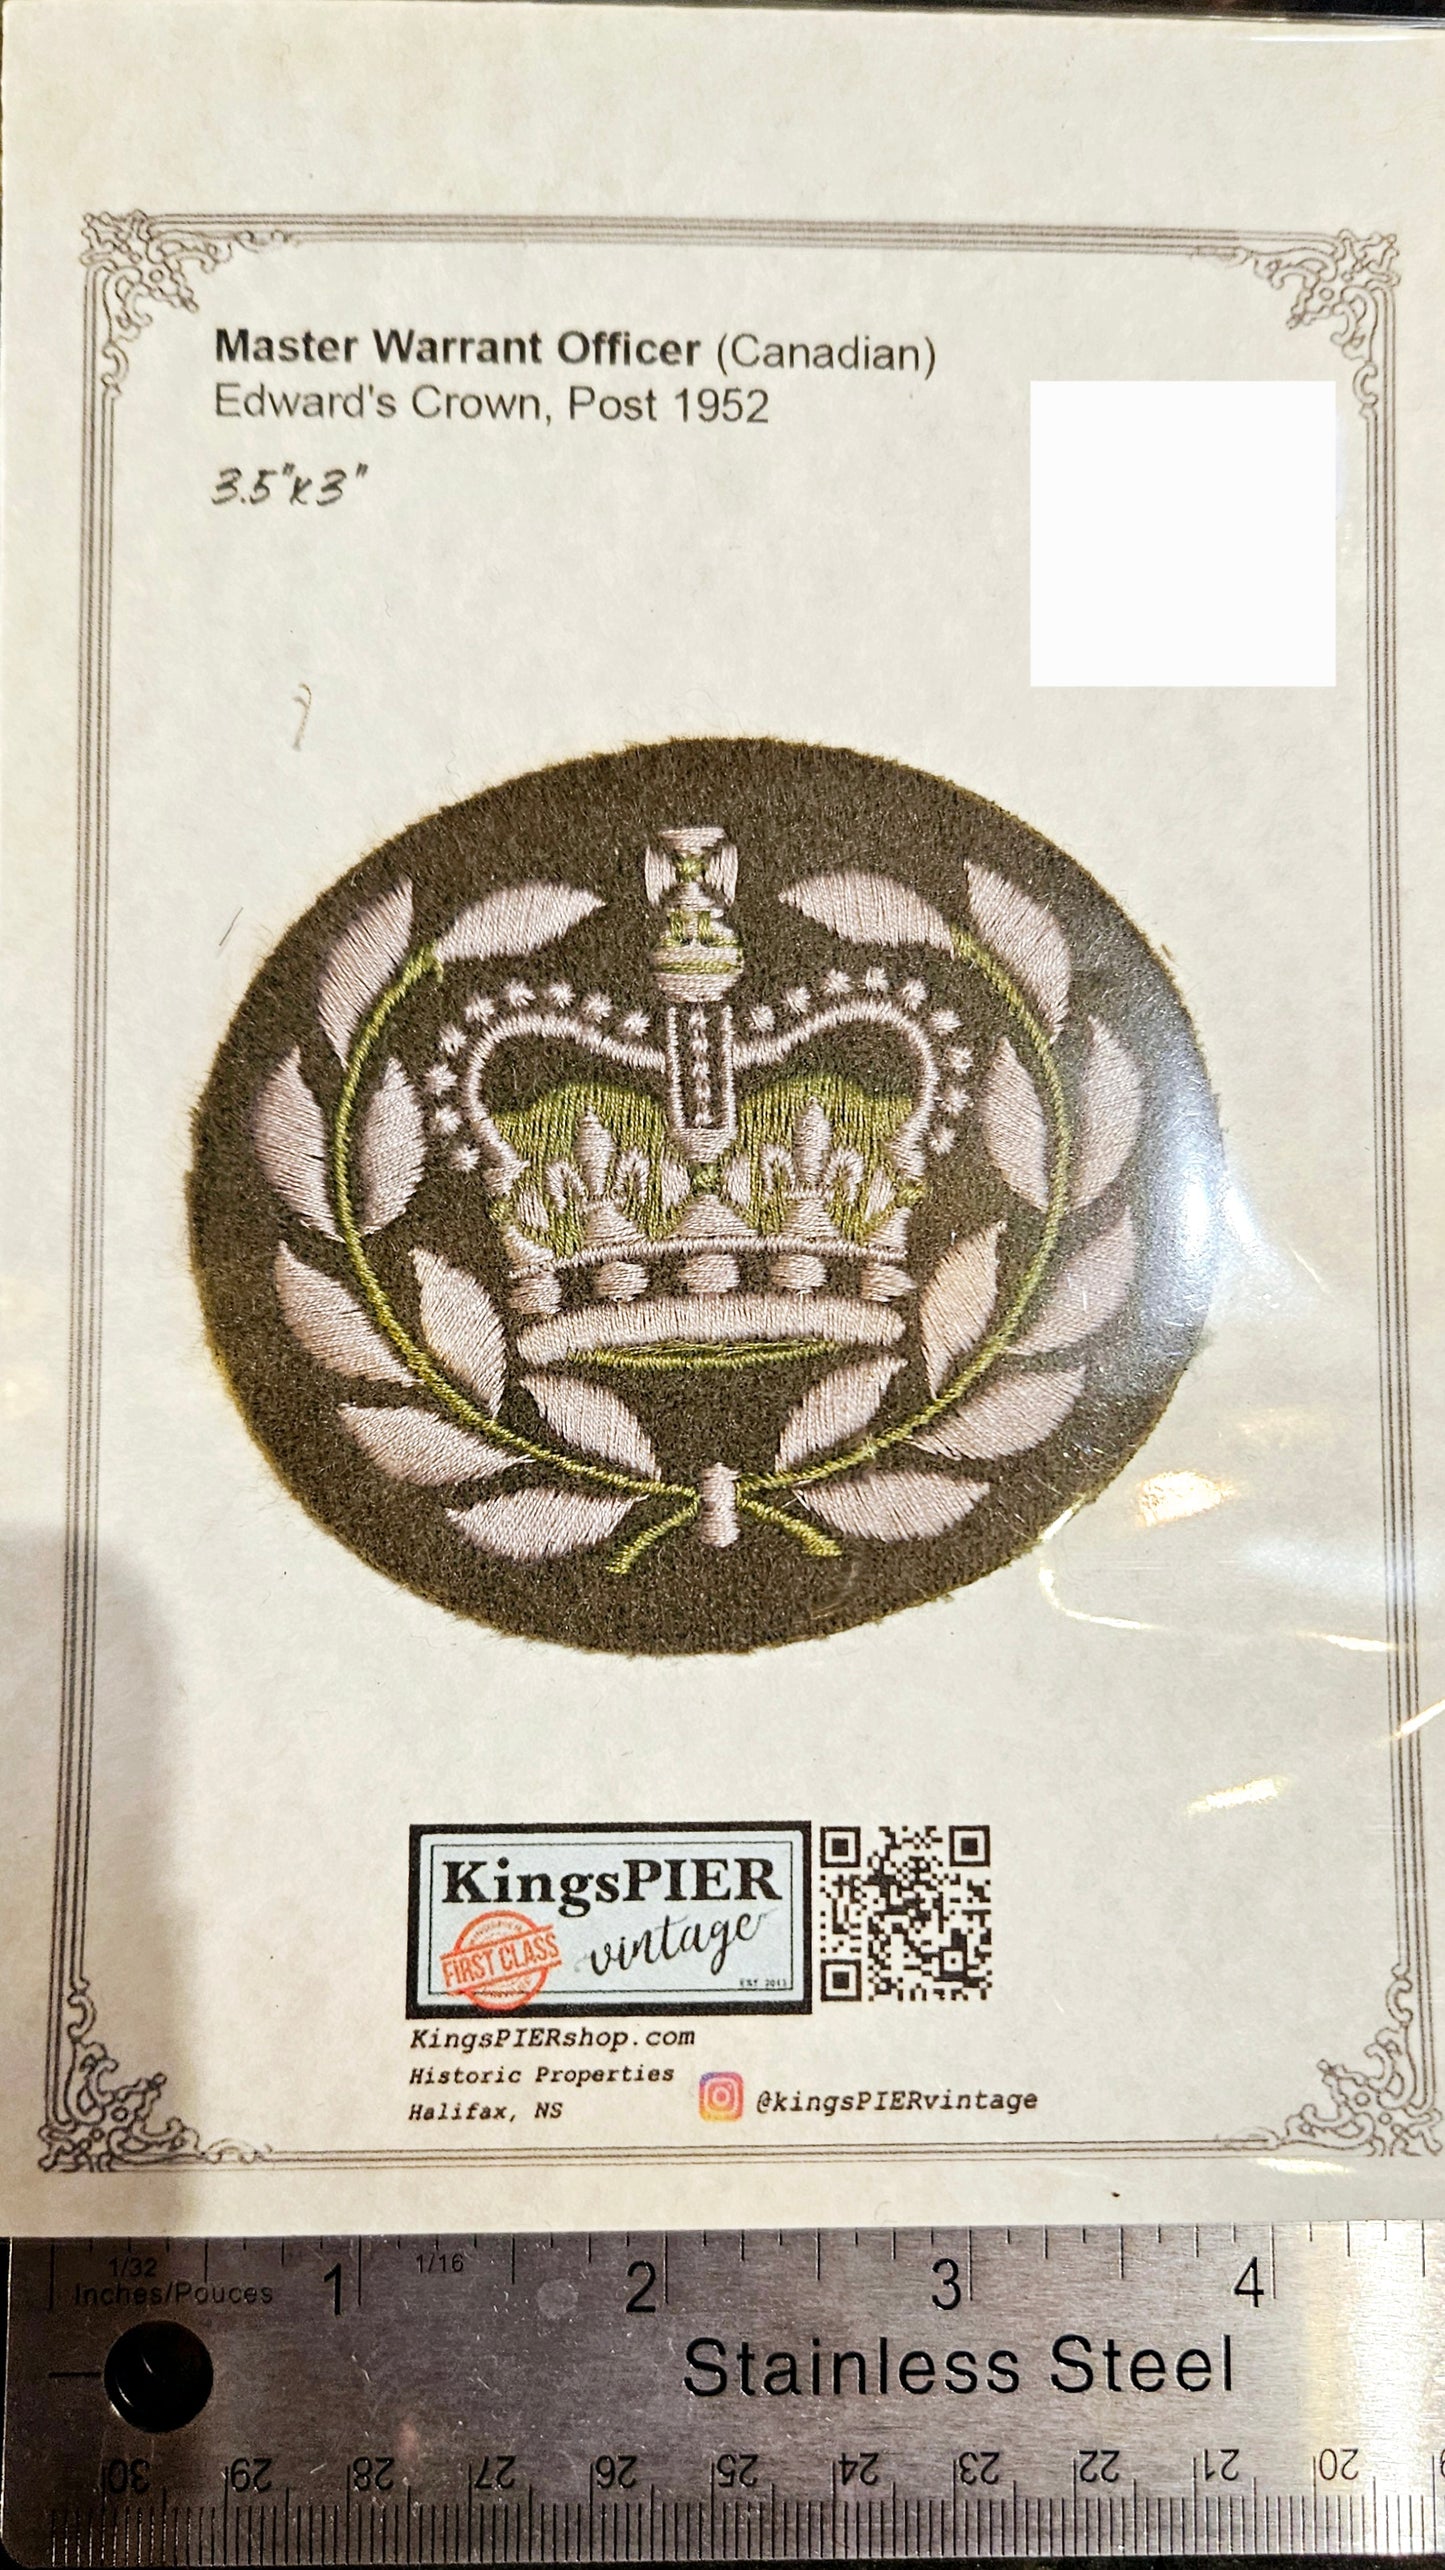 Master Warrant Officer (Canadian)
Edward's Crown, Post 1952
3.5"x3"
KingsPIER
vintage
FIRST CLASS
EST 2013
KingsPIERshop.com
Historic Properties
Halifax, NS
@kingsPIERvintage
1/32
1/16
Inches/Pouces
1 2 3 4
Stainless Steel
30 29 28 27 26 25 24 23 22 21 20